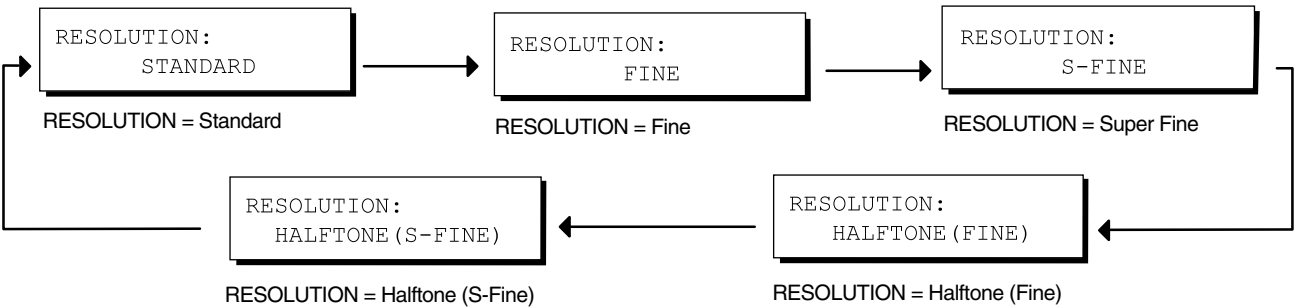 RESOLUTION:
STANDARD
RESOLUTION = Standard
RESOLUTION:
FINE
RESOLUTION = Fine
RESOLUTION:
S-FINE
RESOLUTION = Super Fine
RESOLUTION:
HALFTONE(S-FINE)
RESOLUTION = Halftone (S-Fine)
RESOLUTION:
HALFTONE(FINE)
RESOLUTION = Halftone (Fine)